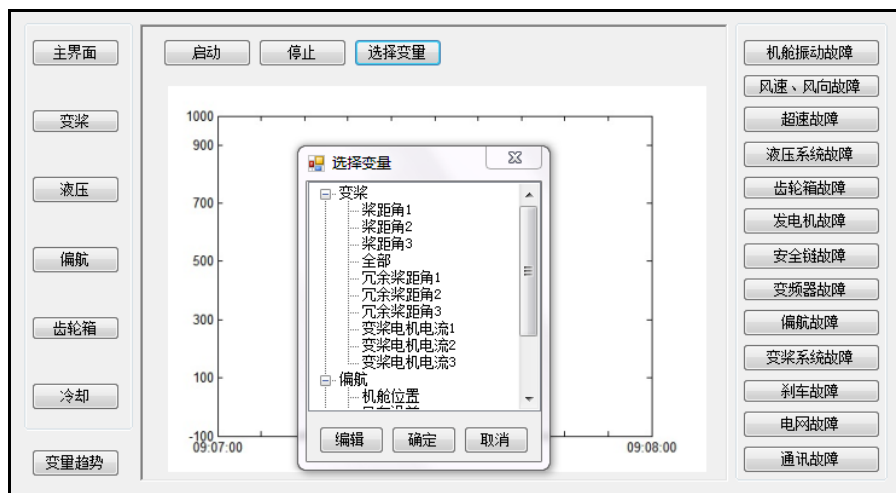 主界面
变桨
液压
偏航
齿轮箱
冷却
变量趋势
启动 停止 选择变量
1000
900
700
500
300
100
-100
09:07:00 09:08:00
选择变量
变桨
桨距角1
桨距角2
桨距角3
全部
冗余桨距角1
冗余桨距角2
冗余桨距角3
变桨电机电流1
变桨电机电流2
变桨电机电流3
偏航
机舱位置
编辑 确定 取消
机舱振动故障
风速、风向故障
超速故障
液压系统故障
齿轮箱故障
发电机故障
安全链故障
变频器故障
偏航故障
变桨系统故障
刹车故障
电网故障
通讯故障